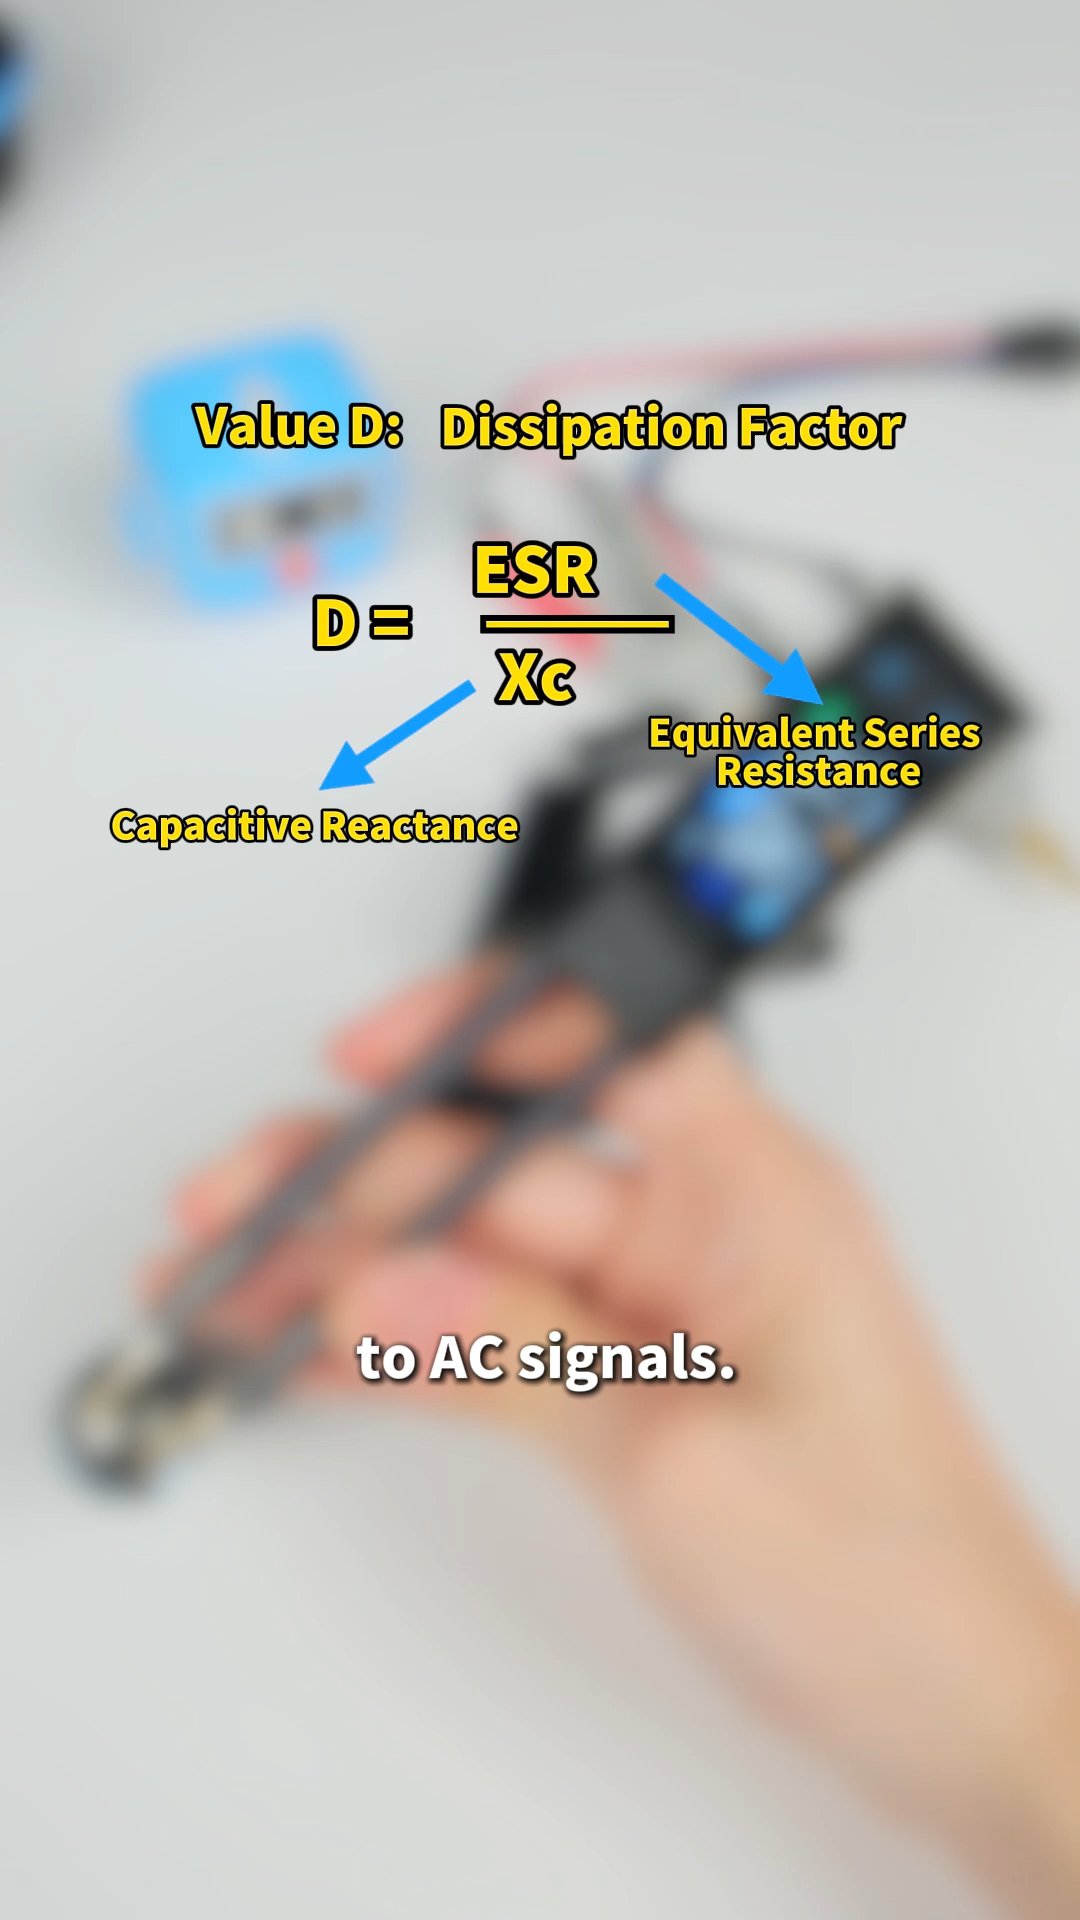 Value D: Dissipation Factor
ESR
D =
Xc
Equivalent Series
Resistance
Capacitive Reactance
to AC signals.